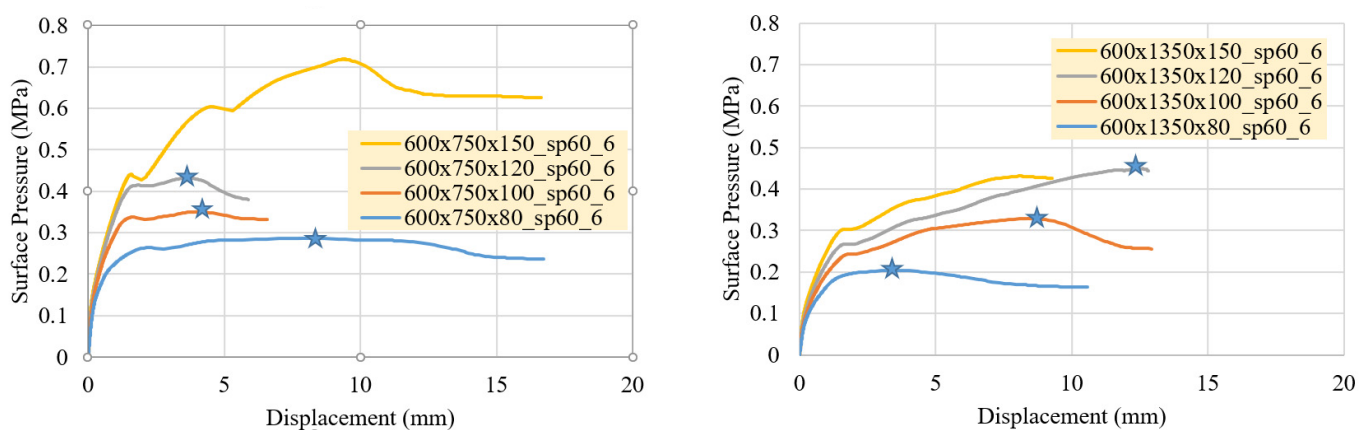 Surface Pressure (MPa)
0.8
0.7
0.6
0.5
0.4
0.3
0.2
0.1
0
600x750x150_sp60_6
600x750x120_sp60_6
600x750x100_sp60_6
600x750x80_sp60_6
0 5 10 15 20
Displacement (mm)
Surface Pressure (MPa)
0.8
0.7
0.6
0.5
0.4
0.3
0.2
0.1
0
600x1350x150_sp60_6
600x1350x120_sp60_6
600x1350x100_sp60_6
600x1350x80_sp60_6
0 5 10 15 20
Displacement (mm)